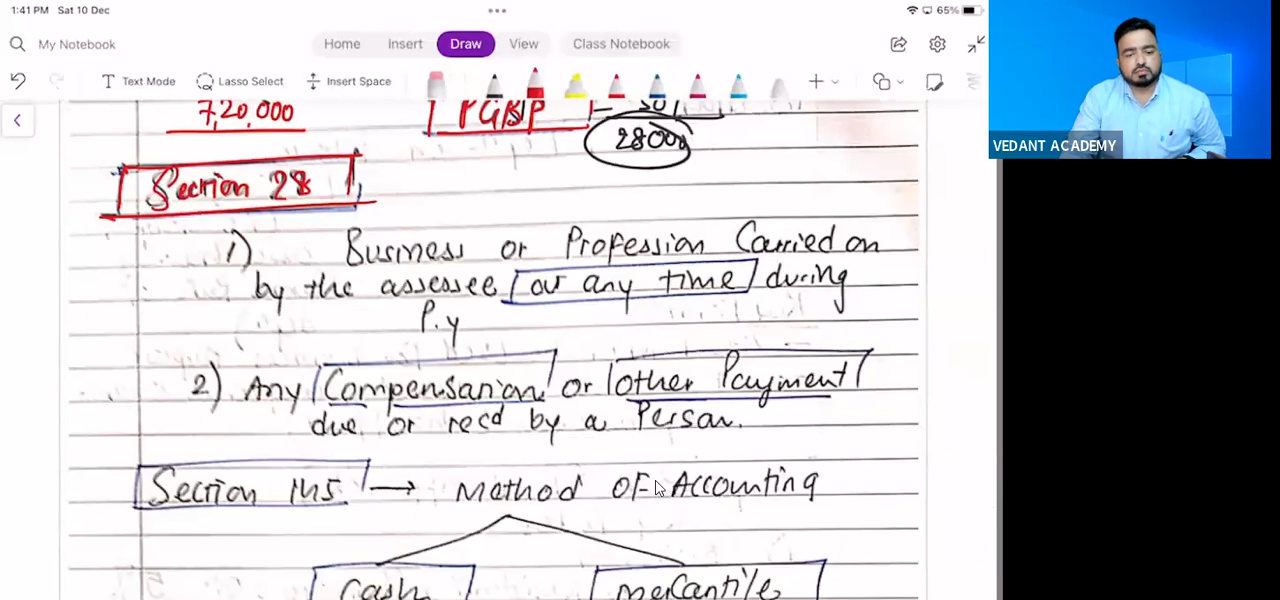 1:41 PM Sat 10 Dec
65%
My Notebook
Home Insert Draw View Class Notebook
Text Mode Lasso Select Insert Space
VEDANT ACADEMY
7,20,000
PGBP
28000
Section 28
1) Business or Profession Carried on
by the assessee at any time during
P.y
2) Any Compensation or other Payment
due or recd by a Person.
Section 145 → Method OF Accounting
Cash Mercantile